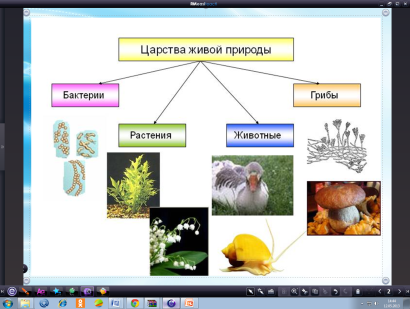 Царства живой природы
Бактерии
Грибы
Растения
Животные